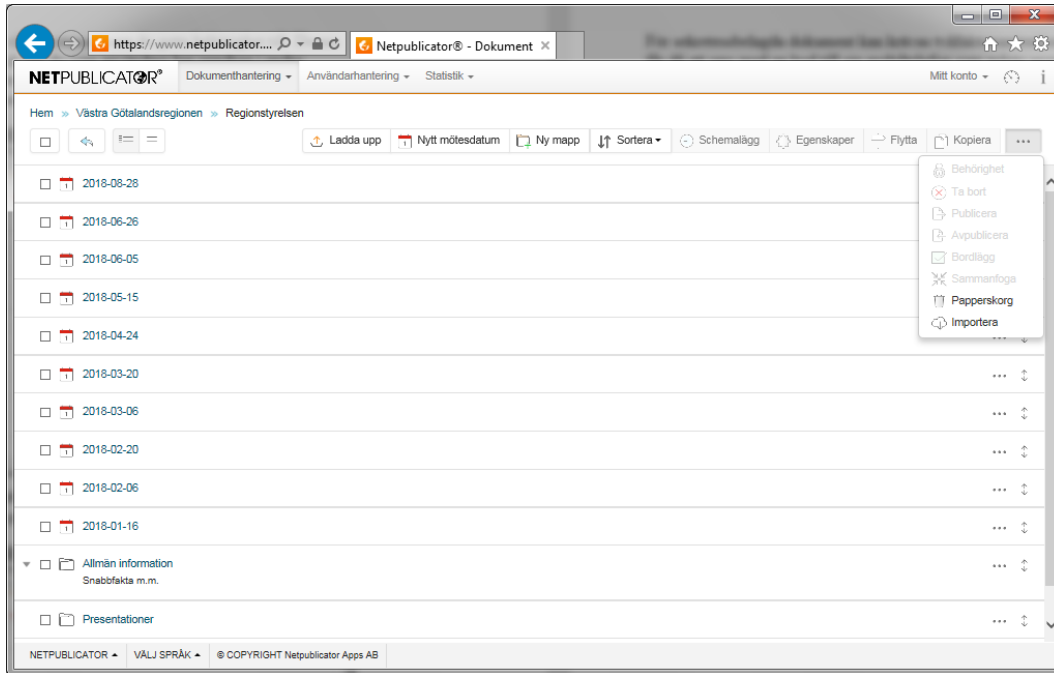 https://www.netpublicator....
Netpublicator® - Dokument
NETPUBLICATOR®
Dokumenthantering
Användarhantering
Statistik
Mitt konto
Hem » Västra Götalandsregionen » Regionstyrelsen
Ladda upp
Nytt mötesdatum
Ny mapp
Sortera
Schemalägg
Egenskaper
Flytta
Kopiera
Behörighet
Ta bort
Publicera
Avpublicera
Bordlägg
Sammanfoga
Papperskorg
Importera
2018-08-28
2018-06-26
2018-06-05
2018-05-15
2018-04-24
2018-03-20
2018-03-06
2018-02-20
2018-02-06
2018-01-16
Allmän information
Snabbfakta m.m.
Presentationer
NETPUBLICATOR
VÄLJ SPRÅK
© COPYRIGHT Netpublicator Apps AB